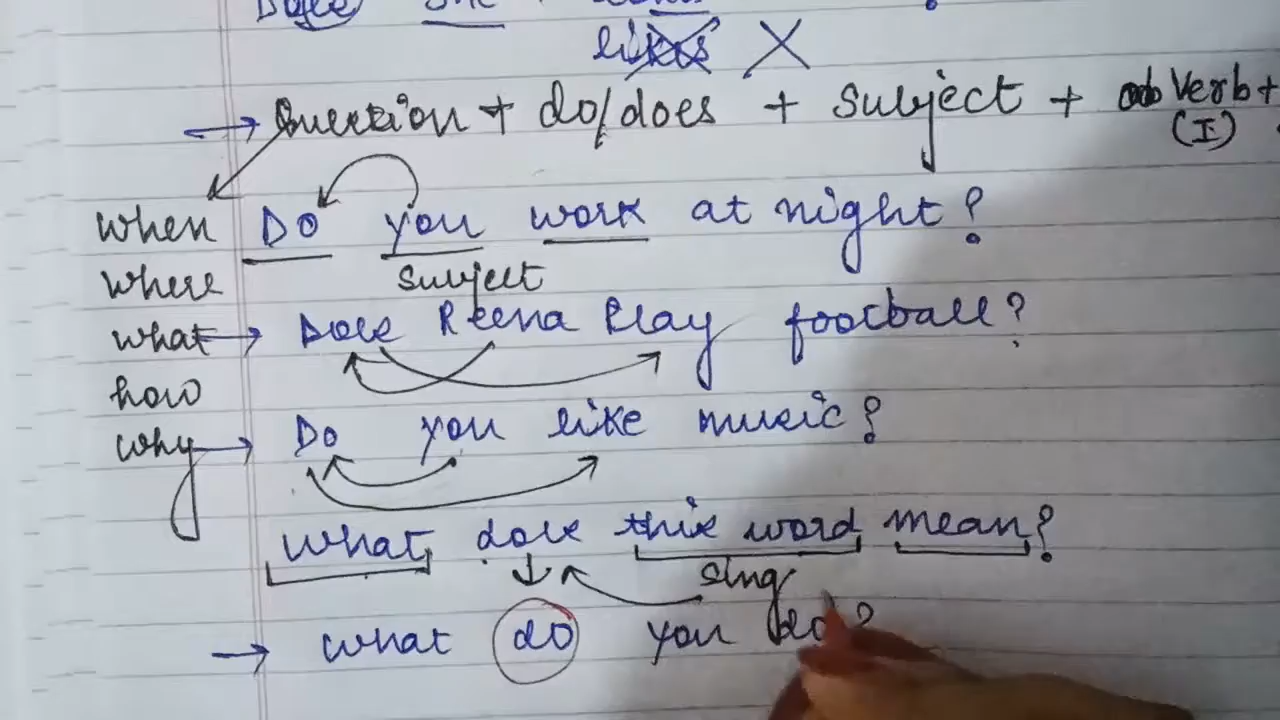 likes X
→ Question + do/does + Subject + Verb +
(I)
When Do you work at night?
Where Subject
what → Does Reena Play football?
how
why → Do you like music?
What does this word mean?
sing
→ What do you do?